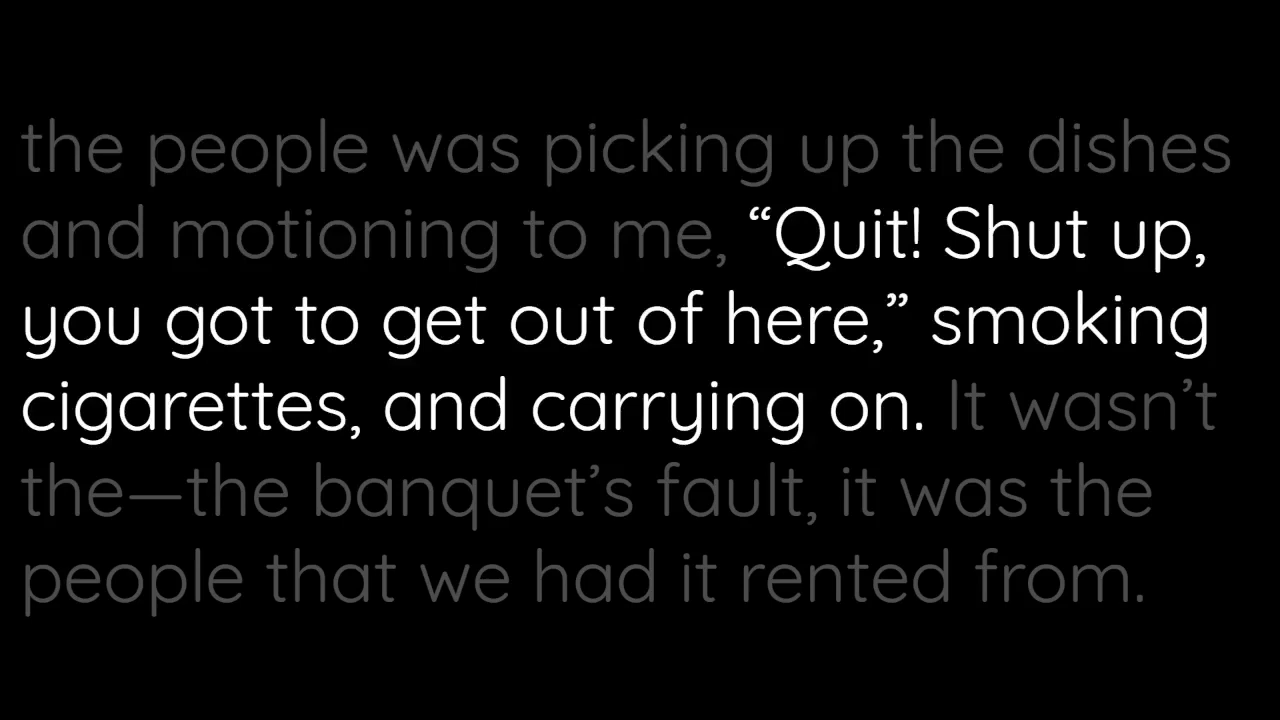 the people was picking up the dishes
and motioning to me, “Quit! Shut up,
you got to get out of here,” smoking
cigarettes, and carrying on. It wasn’t
the—the banquet’s fault, it was the
people that we had it rented from.